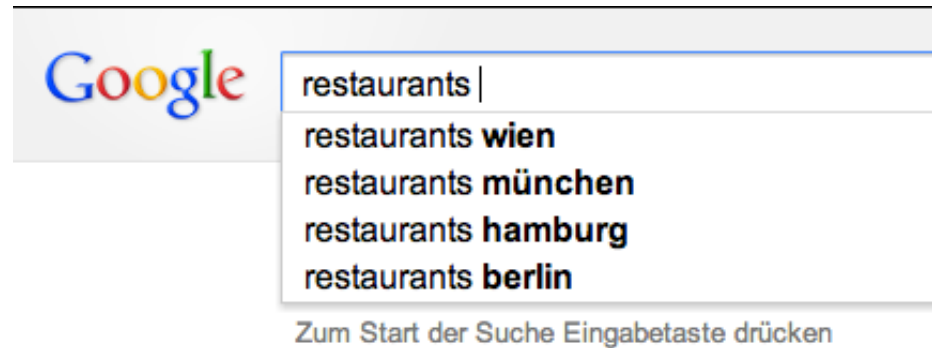 Google
restaurants
restaurants wien
restaurants münchen
restaurants hamburg
restaurants berlin
Zum Start der Suche Eingabetaste drücken